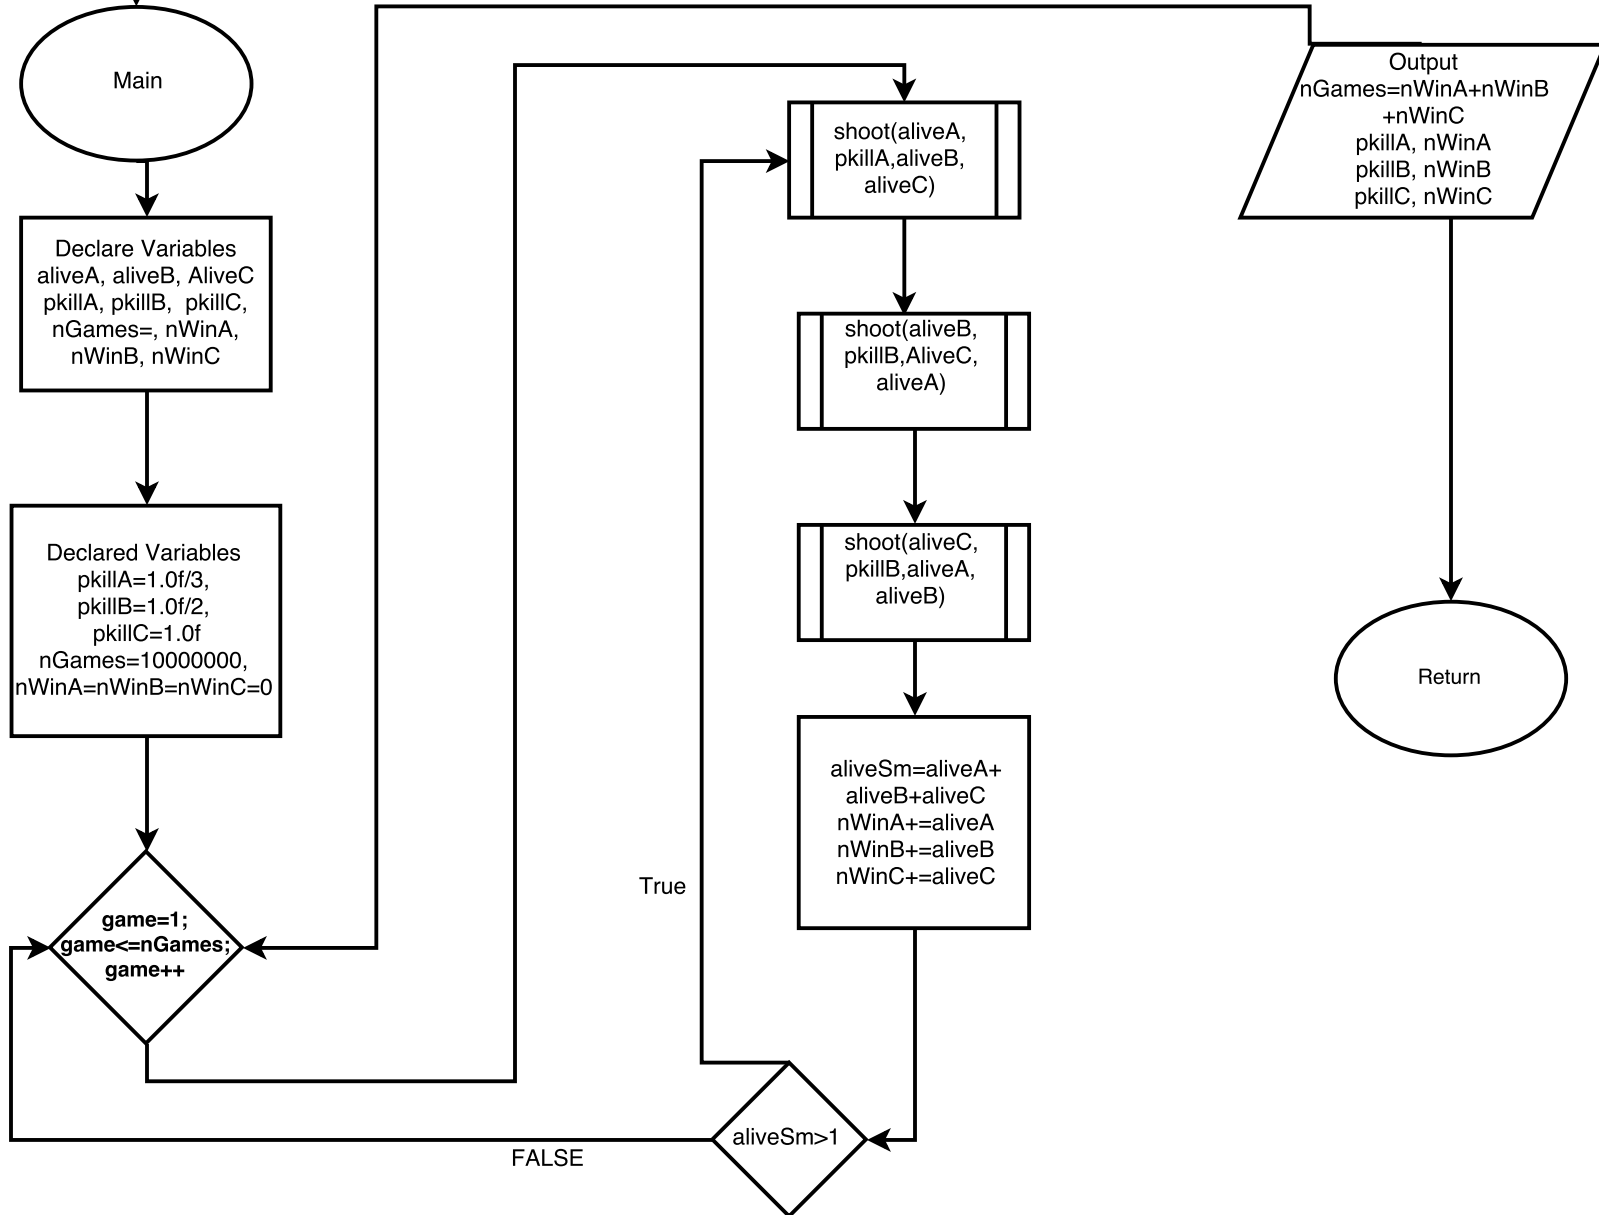 Main
Declare Variables
aliveA, aliveB, AliveC
pkillA, pkillB,  pkillC,
nGames=, nWinA,
nWinB, nWinC
Declared Variables
pkillA=1.0f/3,
pkillB=1.0f/2,
pkillC=1.0f
nGames=10000000,
nWinA=nWinB=nWinC=0
game=1;
game<=nGames;
game++
shoot(aliveA,
pkillA,aliveB,
aliveC)
shoot(aliveB,
pkillB,AliveC,
aliveA)
shoot(aliveC,
pkillB,aliveA,
aliveB)
aliveSm=aliveA+
aliveB+aliveC
nWinA+=aliveA
nWinB+=aliveB
nWinC+=aliveC
True
aliveSm>1
FALSE
Output
nGames=nWinA+nWinB
+nWinC
pkillA, nWinA
pkillB, nWinB
pkillC, nWinC
Return